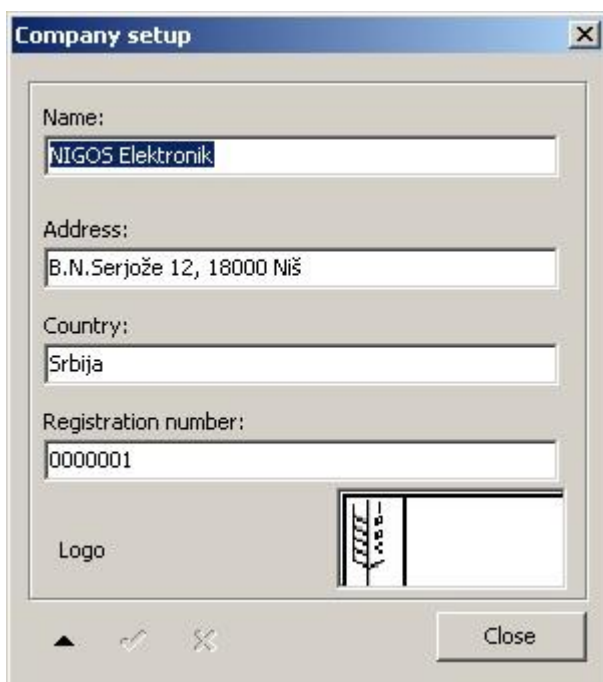 Company setup
Name:
NIGOS Elektronik
Address:
B.N.Serjože 12, 18000 Niš
Country:
Srbija
Registration number:
0000001
Logo
Close